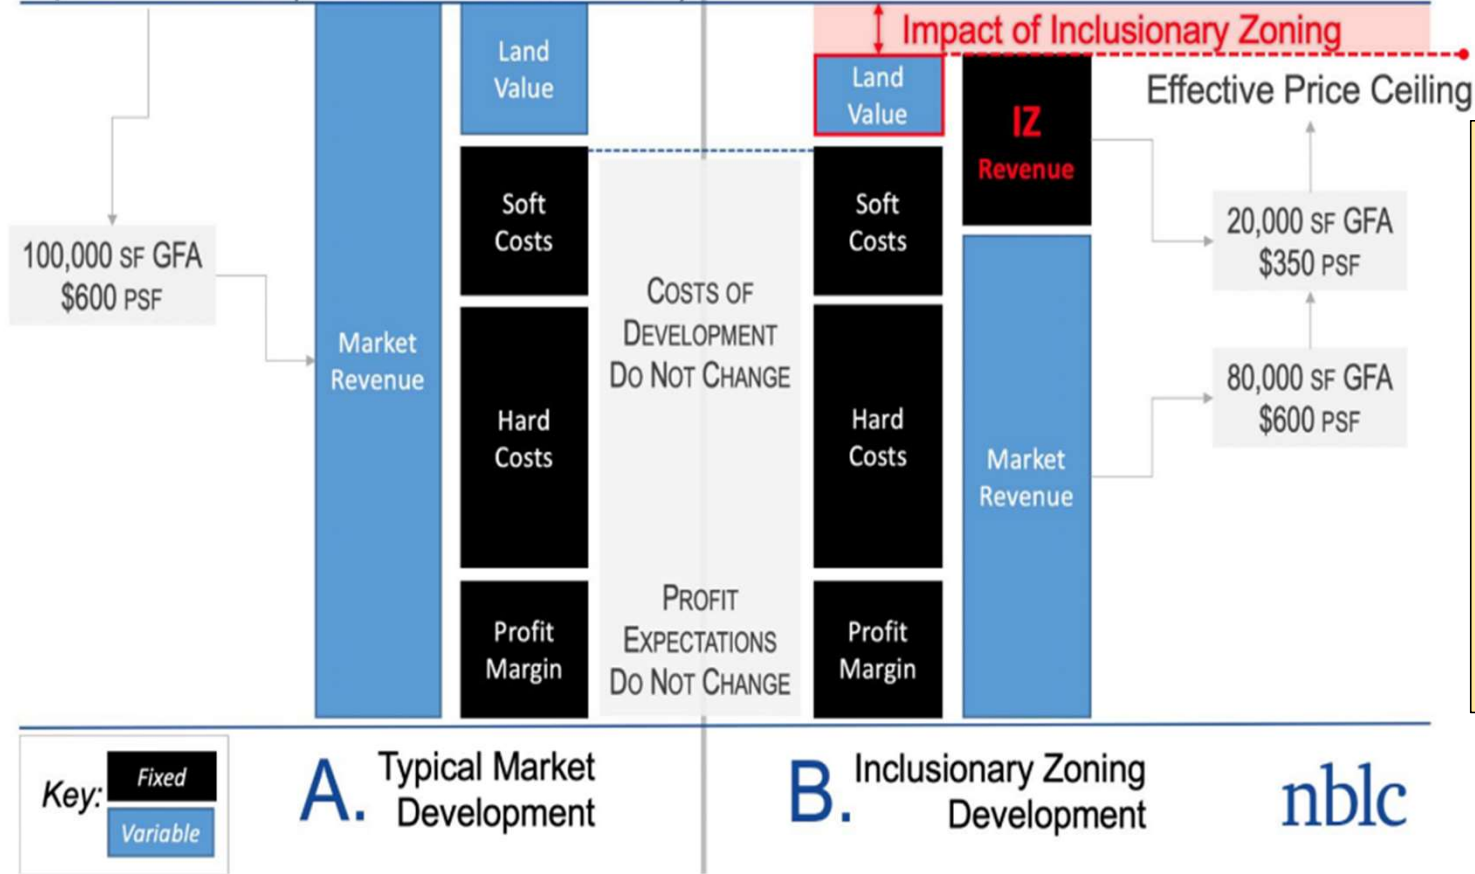 Impact of Inclusionary Zoning
Effective Price Ceiling
Land
Value
Land
Value
IZ
Revenue
Soft
Costs
Soft
Costs
100,000 SF GFA
$600 PSF
20,000 SF GFA
$350 PSF
COSTS OF
DEVELOPMENT
DO NOT CHANGE
Market
Revenue
Hard
Costs
Hard
Costs
80,000 SF GFA
$600 PSF
Market
Revenue
PROFIT
EXPECTATIONS
DO NOT CHANGE
Profit
Margin
Profit
Margin
Key:
Fixed
Variable
A. Typical Market
Development
B. Inclusionary Zoning
Development
nblc